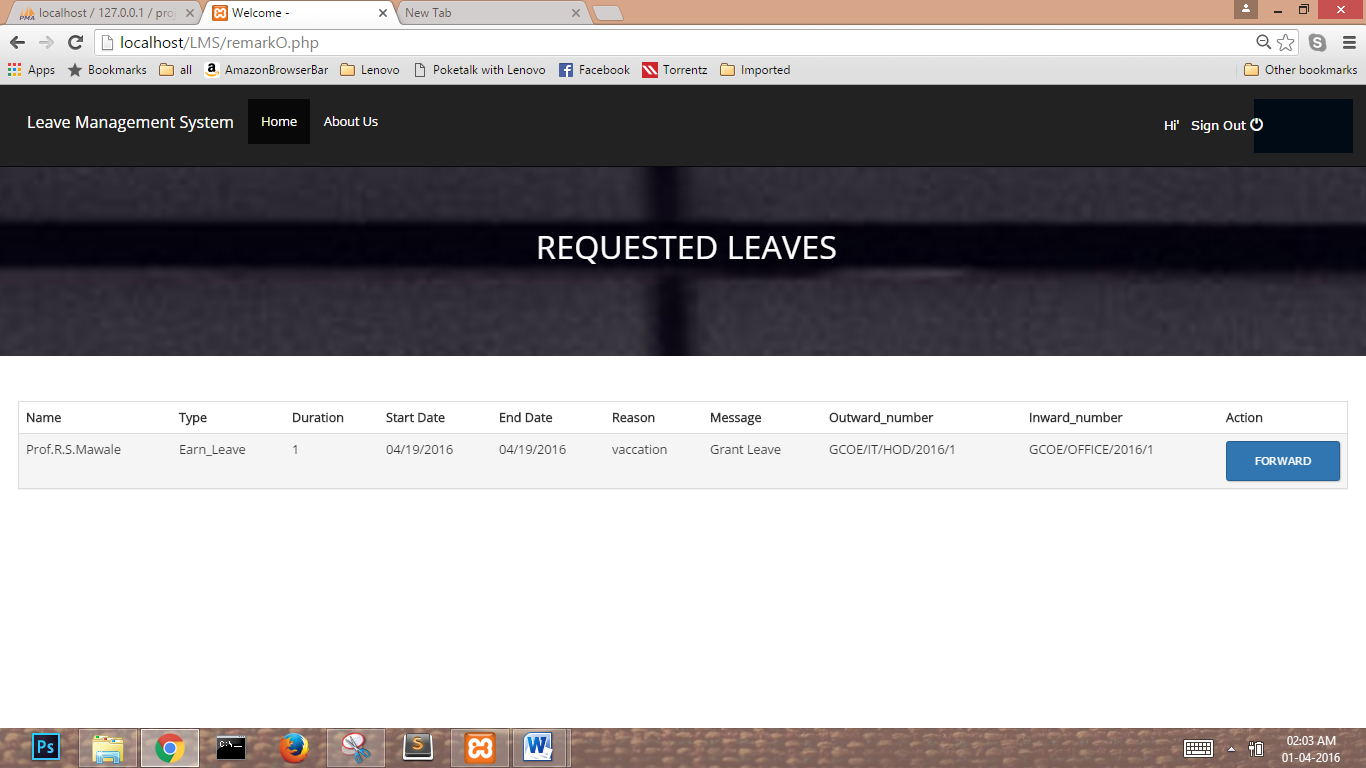 localhost / 127.0.0.1 / pro
Welcome -
New Tab
localhost/LMS/remarkO.php
Apps Bookmarks all AmazonBrowserBar Lenovo Poketalk with Lenovo Facebook Torrentz Imported Other bookmarks
Leave Management System Home About Us Hi' Sign Out
REQUESTED LEAVES
Name Type Duration Start Date End Date Reason Message Outward_number Inward_number Action
Prof.R.S.Mawale Earn_Leave 1 04/19/2016 04/19/2016 vaccation Grant Leave GCOE/IT/HOD/2016/1 GCOE/OFFICE/2016/1 FORWARD
02:03 AM
01-04-2016